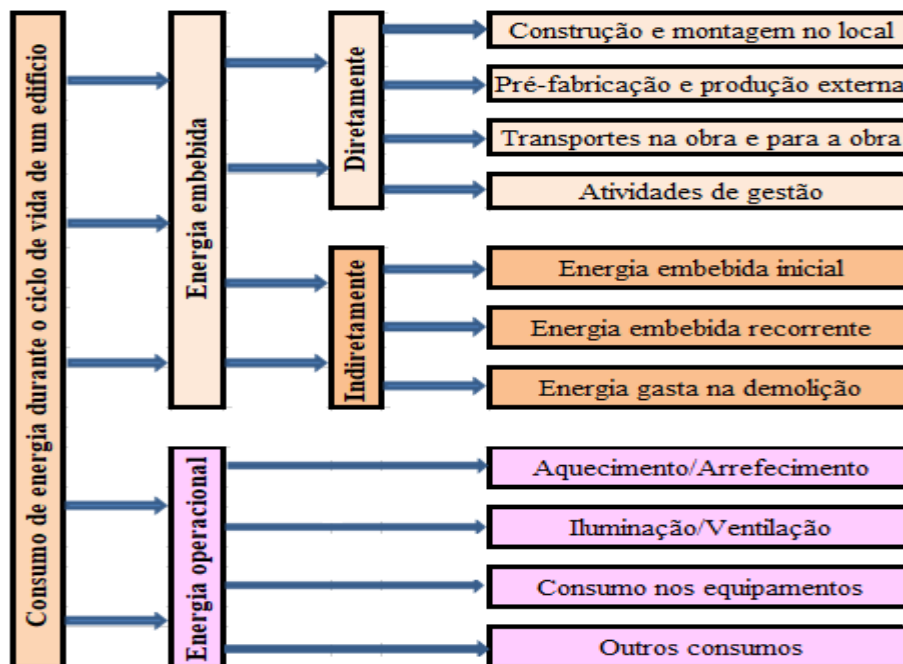 Consumo de energia durante o ciclo de vida de um edifício
Energia embebida
Diretamente
Construção e montagem no local
Pré-fabricação e produção externa
Transportes na obra e para a obra
Atividades de gestão
Indiretamente
Energia embebida inicial
Energia embebida recorrente
Energia gasta na demolição
Energia operacional
Aquecimento/Arrefecimento
Iluminação/Ventilação
Consumo nos equipamentos
Outros consumos